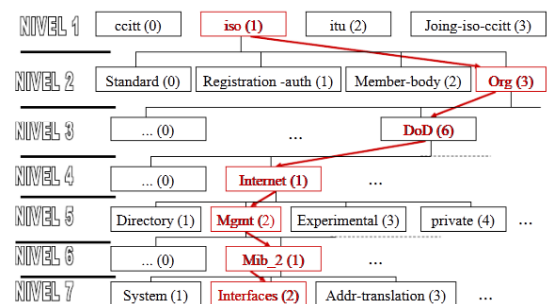 NIVEL 1 ccitt (0) iso (1) itu (2) Joing-iso-ccitt (3)
NIVEL 2 Standard (0) Registration -auth (1) Member-body (2) Org (3)
NIVEL 3 ... (0) ... DoD (6)
NIVEL 4 ... (0) Internet (1) ...
NIVEL 5 Directory (1) Mgmt (2) Experimental (3) private (4) ...
NIVEL 6 ... (0) Mib_2 (1) ...
NIVEL 7 System (1) Interfaces (2) Addr-translation (3) ...